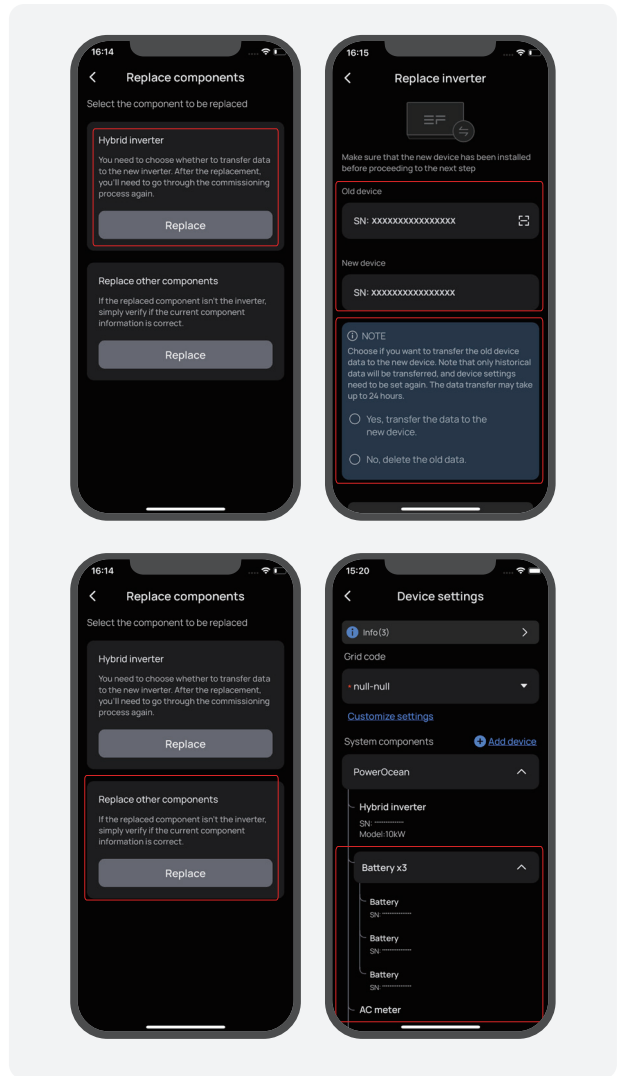 16:14
Replace components
Select the component to be replaced
Hybrid inverter
You need to choose whether to transfer data
to the new inverter. After the replacement,
you'll need to go through the commissioning
process again.
Replace
Replace other components
If the replaced component isn't the inverter,
simply verify if the current component
information is correct.
Replace
16:15
Replace inverter
Make sure that the new device has been installed
before proceeding to the next step
Old device
SN: XXXXXXXXXXXXXXXX
New device
SN: XXXXXXXXXXXXXXXX
NOTE
Choose if you want to transfer the old device
data to the new device. Note that only historical
data will be transferred, and device settings
need to be set again. The data transfer may take
up to 24 hours.
Yes, transfer the data to the
new device.
No, delete the old data.
16:14
Replace components
Select the component to be replaced
Hybrid inverter
You need to choose whether to transfer data
to the new inverter. After the replacement,
you'll need to go through the commissioning
process again.
Replace
Replace other components
If the replaced component isn't the inverter,
simply verify if the current component
information is correct.
Replace
15:20
Device settings
Info(3)
Grid code
* null-null
Customize settings
System components
Add device
PowerOcean
Hybrid inverter
SN: ***************
Model:10kW
Battery x3
Battery
SN: ***************
Battery
SN: ***************
Battery
SN: ***************
AC meter